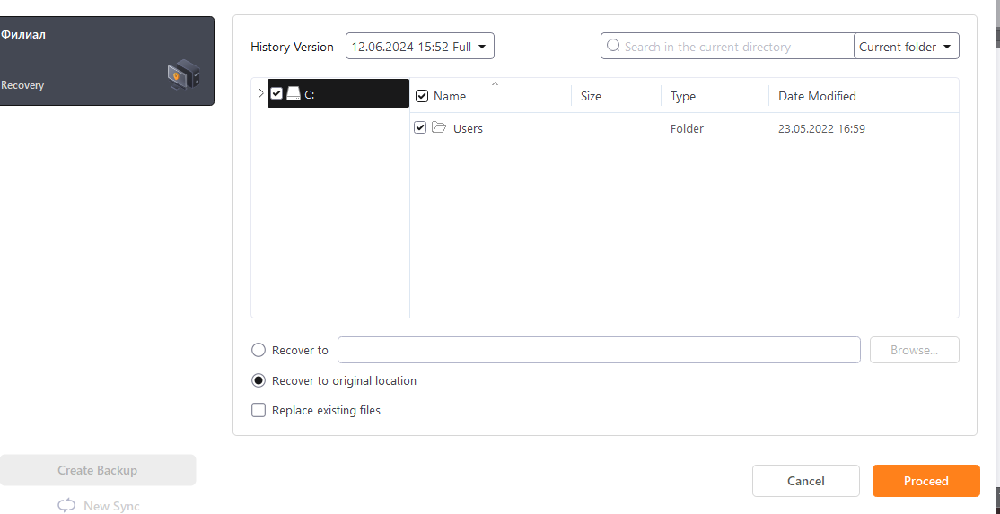 Филиал
Recovery
Create Backup
New Sync
History Version 12.06.2024 15:52 Full Search in the current directory Current folder
C:
Name Size Type Date Modified
Users Folder 23.05.2022 16:59
Recover to Browse...
Recover to original location
Replace existing files
Cancel Proceed